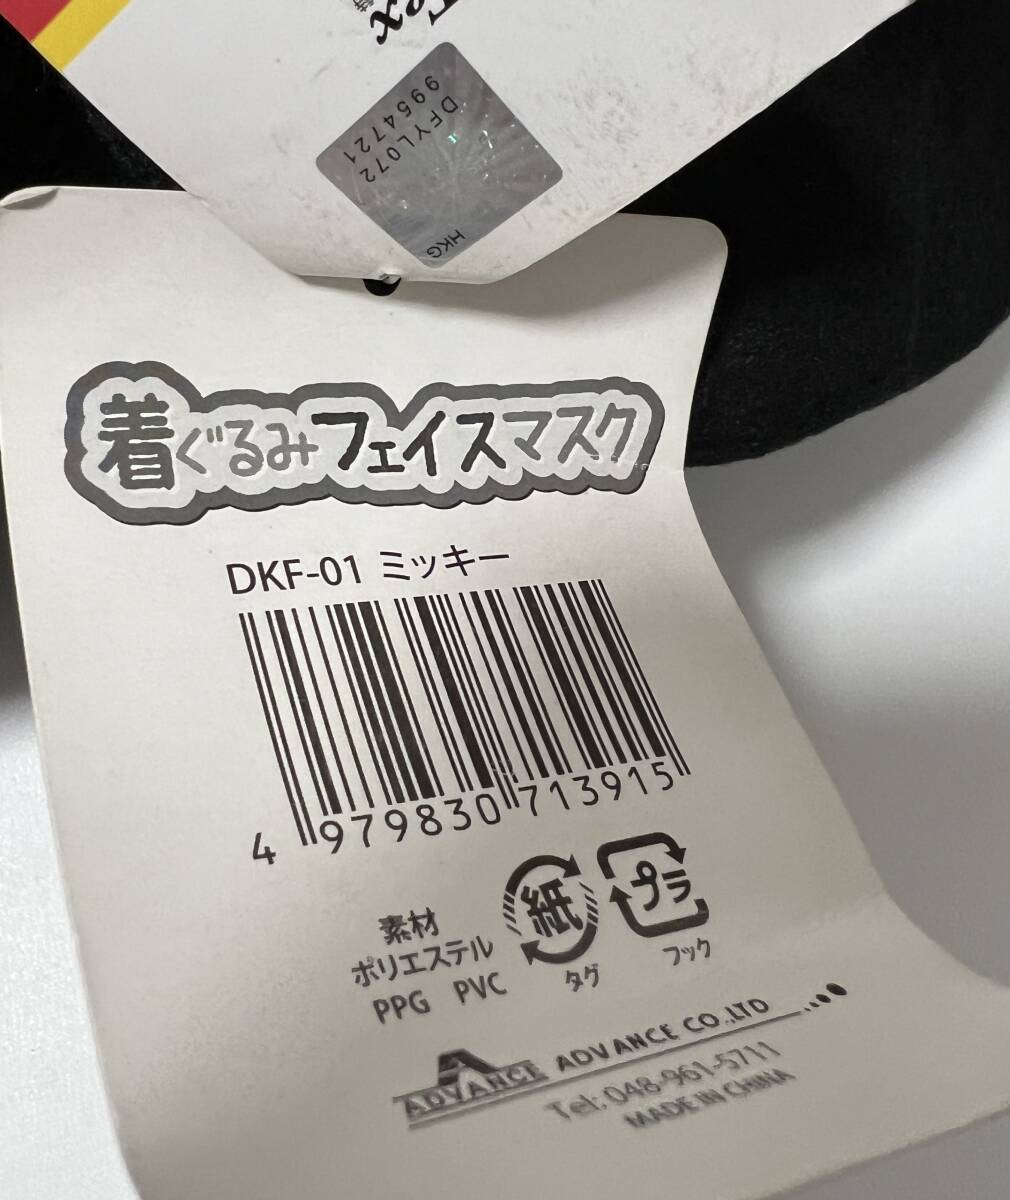 DFYL072
9954721
HKG
着ぐるみフェイスマスク
DKF-01 ミッキー
4 979830 713915
素材
ポリエステル
PPG PVC
紙
タグ
プラ
フック
ADVANCE ADVANCE CO.,LTD
Tel: 048-961-5711
MADE IN CHINA